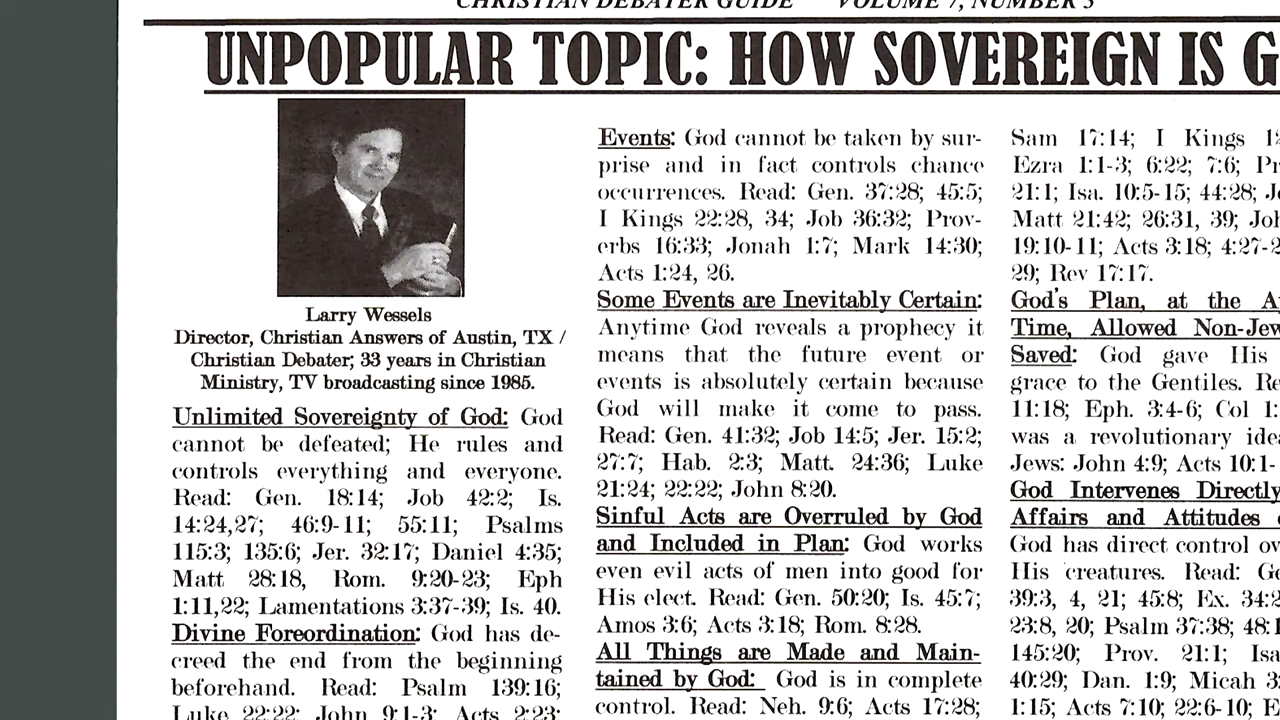 CHRISTIAN DEBATER GUIDE VOLUME 7, NUMBER 3
UNPOPULAR TOPIC: HOW SOVEREIGN IS
Larry Wessels
Director, Christian Answers of Austin, TX /
Christian Debater; 33 years in Christian
Ministry, TV broadcasting since 1985.
Unlimited Sovereignty of God: God
cannot be defeated; He rules and
controls everything and everyone.
Read: Gen. 18:14; Job 42:2; Is.
14:24,27; 46:9-11; 55:11; Psalms
115:3; 135:6; Jer. 32:17; Daniel 4:35;
Matt 28:18, Rom. 9:20-23; Eph
1:11,22; Lamentations 3:37-39; Is. 40.
Divine Foreordination: God has de-
creed the end from the beginning
beforehand. Read: Psalm 139:16;
Luke 22:22; John 9:1-3; Acts 2:23;
Events: God cannot be taken by sur-
prise and in fact controls chance
occurrences. Read: Gen. 37:28; 45:5;
I Kings 22:28, 34; Job 36:32; Prov-
erbs 16:33; Jonah 1:7; Mark 14:30;
Acts 1:24, 26.
Some Events are Inevitably Certain:
Anytime God reveals a prophecy it
means that the future event or
events is absolutely certain because
God will make it come to pass.
Read: Gen. 41:32; Job 14:5; Jer. 15:2;
27:7; Hab. 2:3; Matt. 24:36; Luke
21:24; 22:22; John 8:20.
Sinful Acts are Overruled by God
and Included in Plan: God works
even evil acts of men into good for
His elect. Read: Gen. 50:20; Is. 45:7;
Amos 3:6; Acts 3:18; Rom. 8:28.
All Things are Made and Main-
tained by God: God is in complete
control. Read: Neh. 9:6; Acts 17:28;
Sam 17:14; I Kings
Ezra 1:1-3; 6:22; 7:6;
21:1; Isa. 10:5-15; 44:28;
Matt 21:42; 26:31, 39;
19:10-11; Acts 3:18;
29; Rev 17:17.
God's Plan, at the
Time, Allowed
Saved: God gave His
grace to the Gentiles.
11:18; Eph. 3:4-6; Col
was a revolutionary
Jews: John 4:9; Acts
God Intervenes Directly
Affairs and Attitudes
God has direct control
His creatures. Read:
39:3, 4, 21; 45:8; Ex.
23:8, 20; Psalm 37:38;
145:20; Prov. 21:1;
40:29; Dan. 1:9; Micah
1:15; Acts 7:10; 22:6-10;